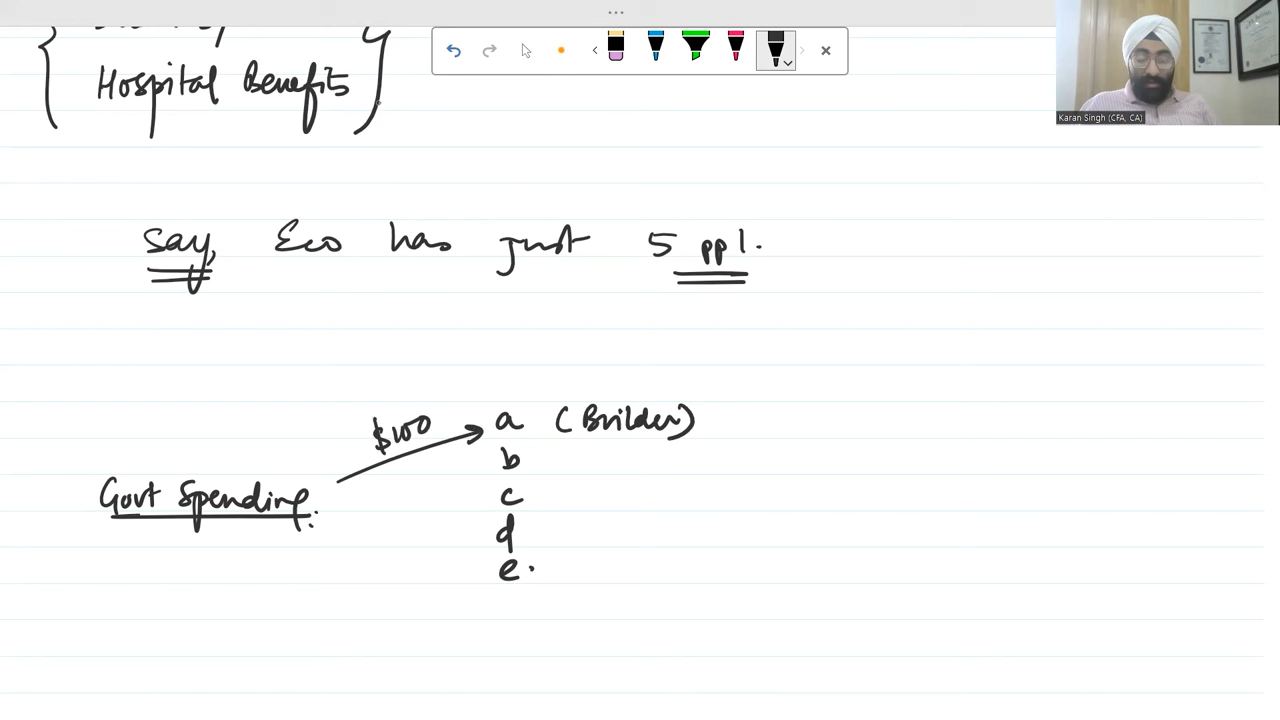 Hospital Benefits
Karan Singh (CFA, CA)
say, Eco has just 5 ppl.
$100
a (Builder)
b
Govt Spending
c
d
e